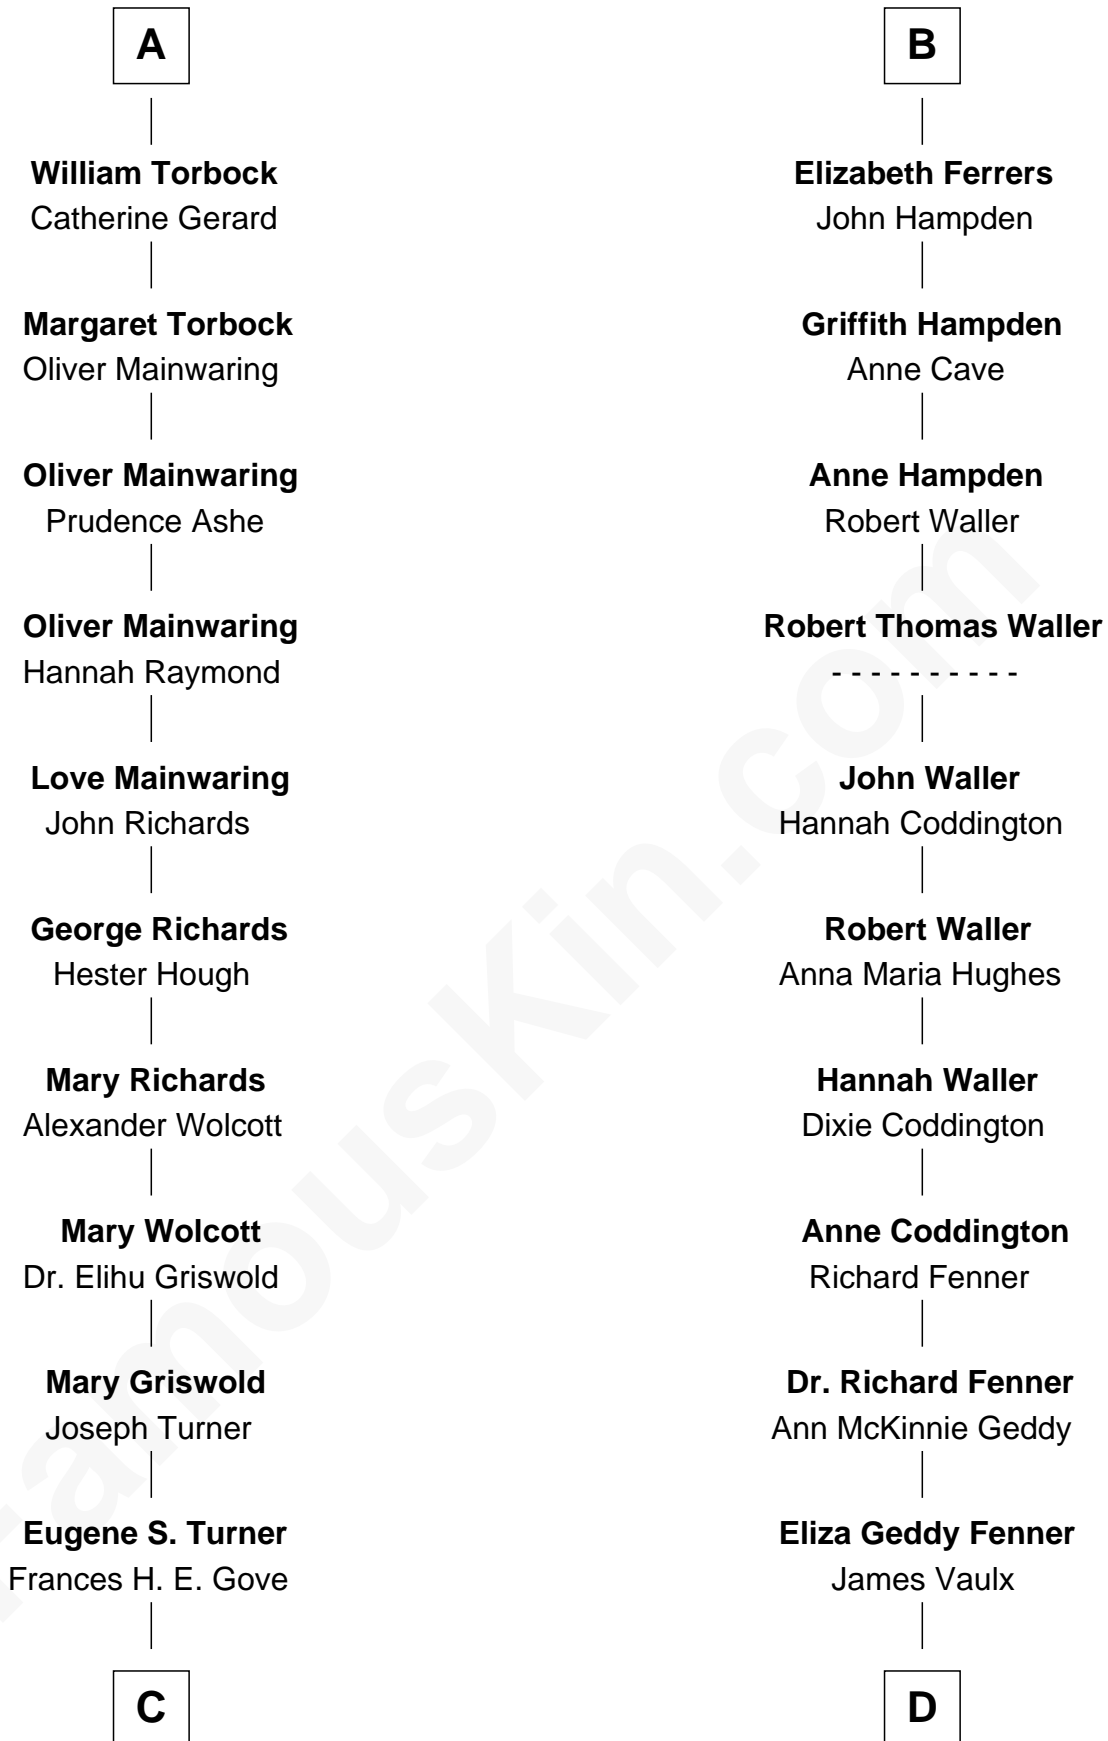 A
William Torbock
Catherine Gerard
Margaret Torbock
Oliver Mainwaring
Oliver Mainwaring
Prudence Ashe
Oliver Mainwaring
Hannah Raymond
Love Mainwaring
John Richards
George Richards
Hester Hough
Mary Richards
Alexander Wolcott
Mary Wolcott
Dr. Elihu Griswold
Mary Griswold
Joseph Turner
Eugene S. Turner
Frances H. E. Gove
C
B
Elizabeth Ferrers
John Hampden
Griffith Hampden
Anne Cave
Anne Hampden
Robert Waller
Robert Thomas Waller
- - - - - - - - - -
John Waller
Hannah Coddington
Robert Waller
Anna Maria Hughes
Hannah Waller
Dixie Coddington
Anne Coddington
Richard Fenner
Dr. Richard Fenner
Ann McKinnie Geddy
Eliza Geddy Fenner
James Vaulx
D
FamousKin.com